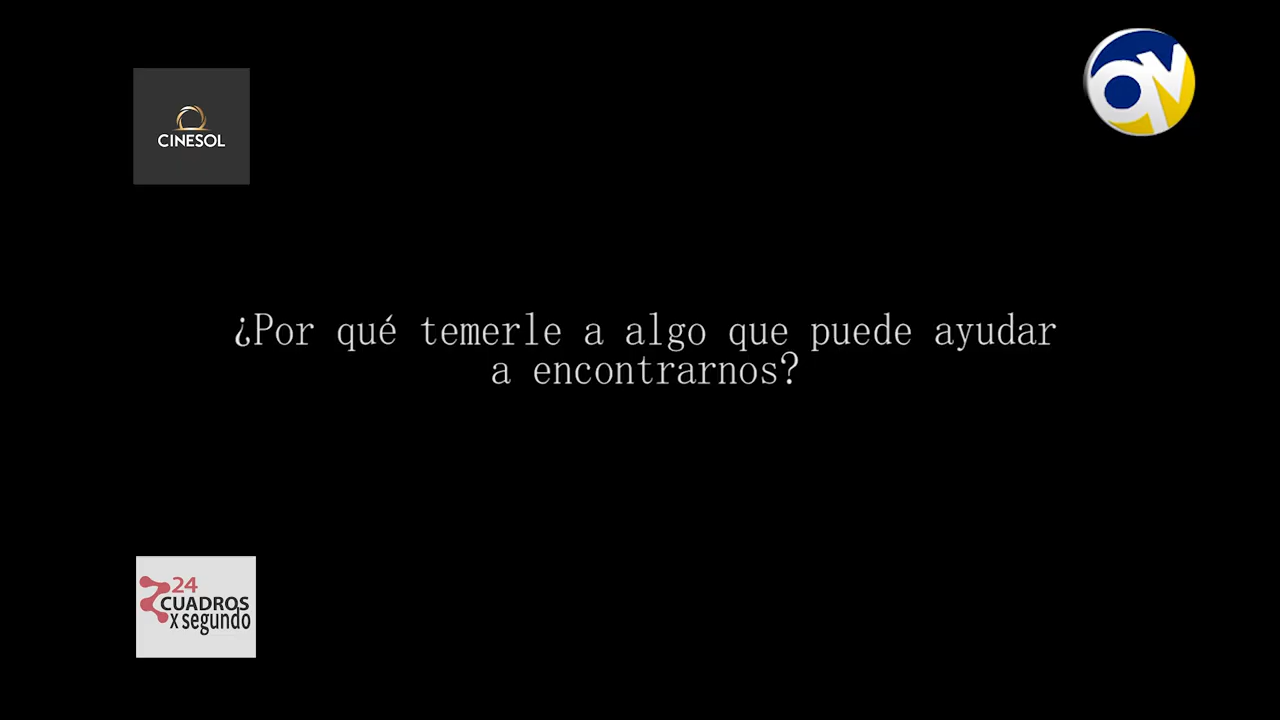 CINESOL
¿Por qué temerle a algo que puede ayudar
a encontrarnos?
24
CUADROS
x segundo